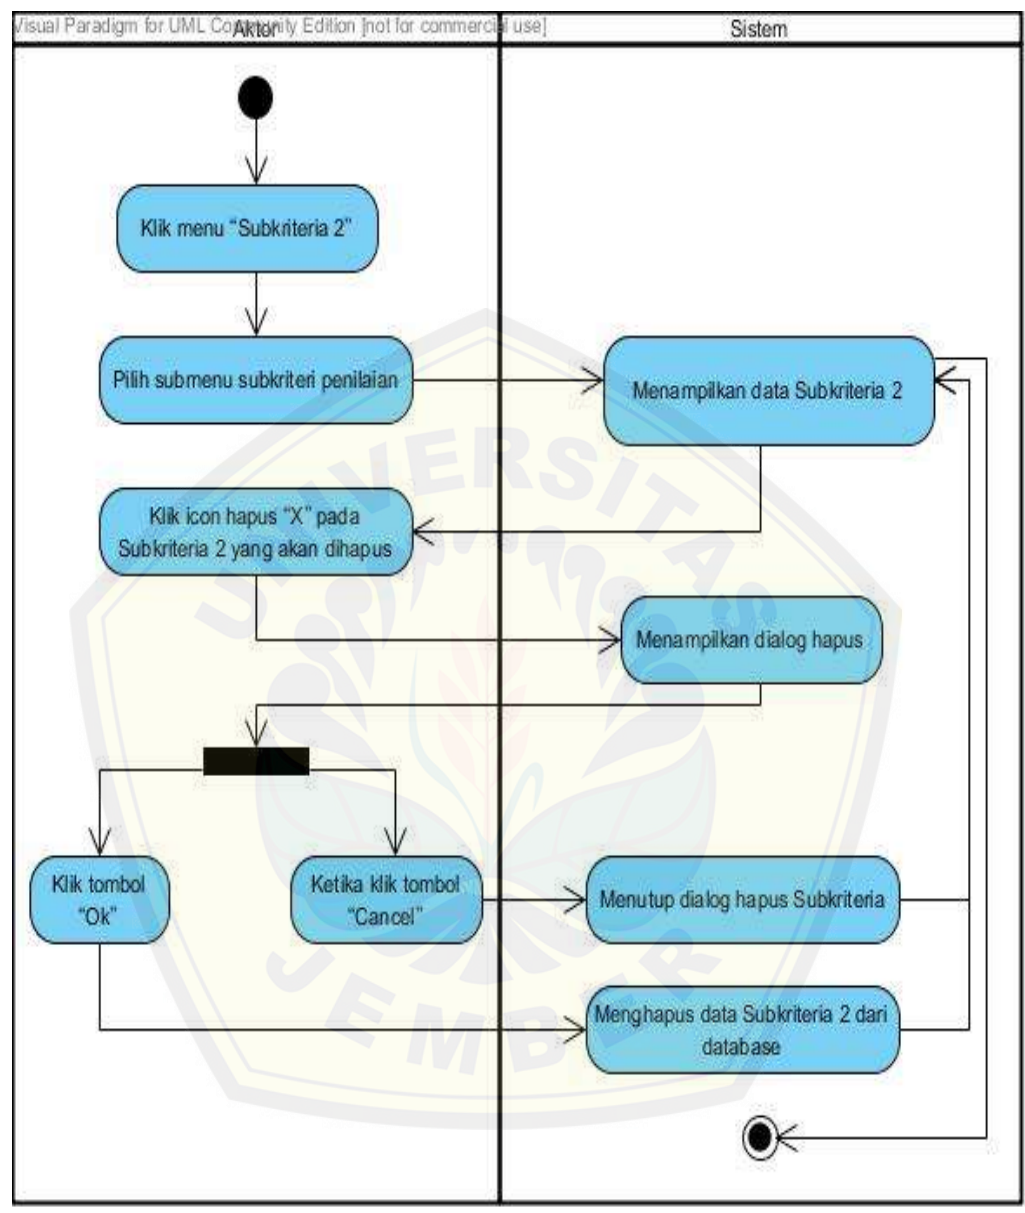 Visual Paradigm for UML Community Edition [not for commercial use]
Aktor
Sistem
Klik menu “Subkriteria 2”
Pilih submenu subkriteri penilaian
Menampilkan data Subkriteria 2
Klik icon hapus “X” pada
Subkriteria 2 yang akan dihapus
Menampilkan dialog hapus
Klik tombol
“Ok”
Ketika klik tombol
“Cancel”
Menutup dialog hapus Subkriteria
Menghapus data Subkriteria 2 dari
database
UNIVERSITAS
JEMBER